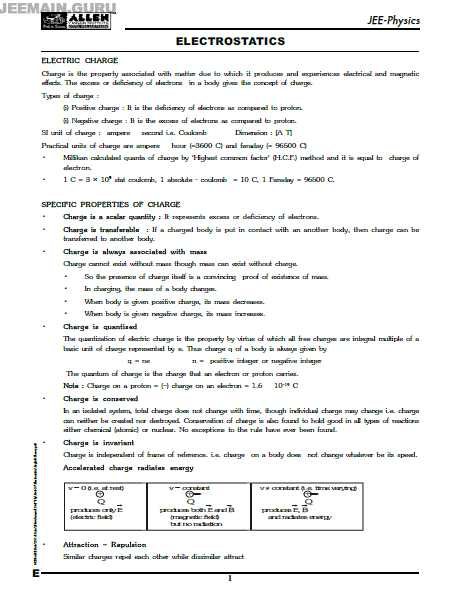 JEEMAIN.GURU
ALLEN
JEE-Physics
ELECTROSTATICS
ELECTRIC CHARGE
Charge is the property associated with matter due to which it produces and experiences electrical and magnetic
effects. The excess or deficiency of electrons in a body gives the concept of charge.
Types of charge :
(i) Positive charge : It is the deficiency of electrons as compared to proton.
(ii) Negative charge : It is the excess of electrons as compared to proton.
SI unit of charge : ampere second i.e. Coulomb Dimension : [A T]
Practical units of charge are ampere hour (=3600 C) and faraday (= 96500 C)
• Millikan calculated quanta of charge by 'Highest common factor' (H.C.F.) method and it is equal to charge of
electron.
• 1 C = 3 × 10⁹ stat coulomb, 1 absolute - coulomb = 10 C, 1 Faraday = 96500 C.
SPECIFIC PROPERTIES OF CHARGE
• Charge is a scalar quantity : It represents excess or deficiency of electrons.
• Charge is transferable : If a charged body is put in contact with an another body, then charge can be
transferred to another body.
• Charge is always associated with mass
Charge cannot exist without mass though mass can exist without charge.
• So the presence of charge itself is a convincing proof of existence of mass.
• In charging, the mass of a body changes.
• When body is given positive charge, its mass decreases.
• When body is given negative charge, its mass increases.
• Charge is quantised
The quantization of electric charge is the property by virtue of which all free charges are integral multiple of a
basic unit of charge represented by e. Thus charge q of a body is always given by
q = ne n = positive integer or negative integer
The quantum of charge is the charge that an electron or proton carries.
Note : Charge on a proton = (–) charge on an electron = 1.6 10⁻¹⁹ C
• Charge is conserved
In an isolated system, total charge does not change with time, though individual charge may change i.e. charge
can neither be created nor destroyed. Conservation of charge is also found to hold good in all types of reactions
either chemical (atomic) or nuclear. No exceptions to the rule have ever been found.
• Charge is invariant
Charge is independent of frame of reference. i.e. charge on a body does not change whatever be its speed.
Accelerated charge radiates energy
v = 0 (i.e. at rest) v = constant v ≠ constant (i.e. time varying)
+ + +
Q Q Q
produces only E⃗ produces both E⃗ and B⃗ produces E⃗, B⃗
(electric field) (magnetic field) and radiates energy
but no radiation
• Attraction – Repulsion
Similar charges repel each other while dissimilar attract
E
1